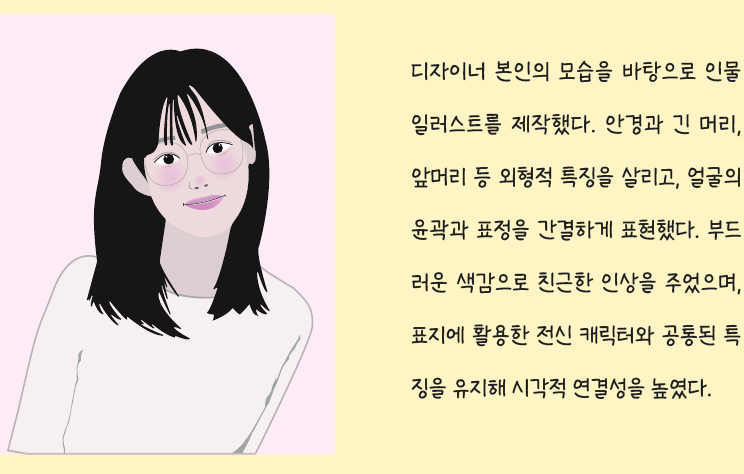 디자이너 본인의 모습을 바탕으로 인물
일러스트를 제작했다. 안경과 긴 머리,
앞머리 등 외형적 특징을 살리고, 얼굴의
윤곽과 표정을 간결하게 표현했다. 부드
러운 색감으로 친근한 인상을 주었으며,
표지에 활용한 전신 캐릭터와 공통된 특
징을 유지해 시각적 연결성을 높였다.